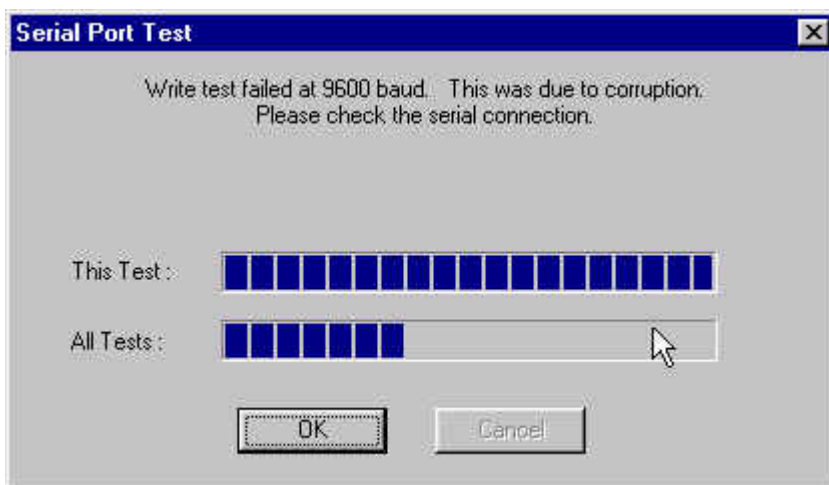 Serial Port Test
Write test failed at 9600 baud.   This was due to corruption.
Please check the serial connection.
This Test :
All Tests :
OK
Cancel